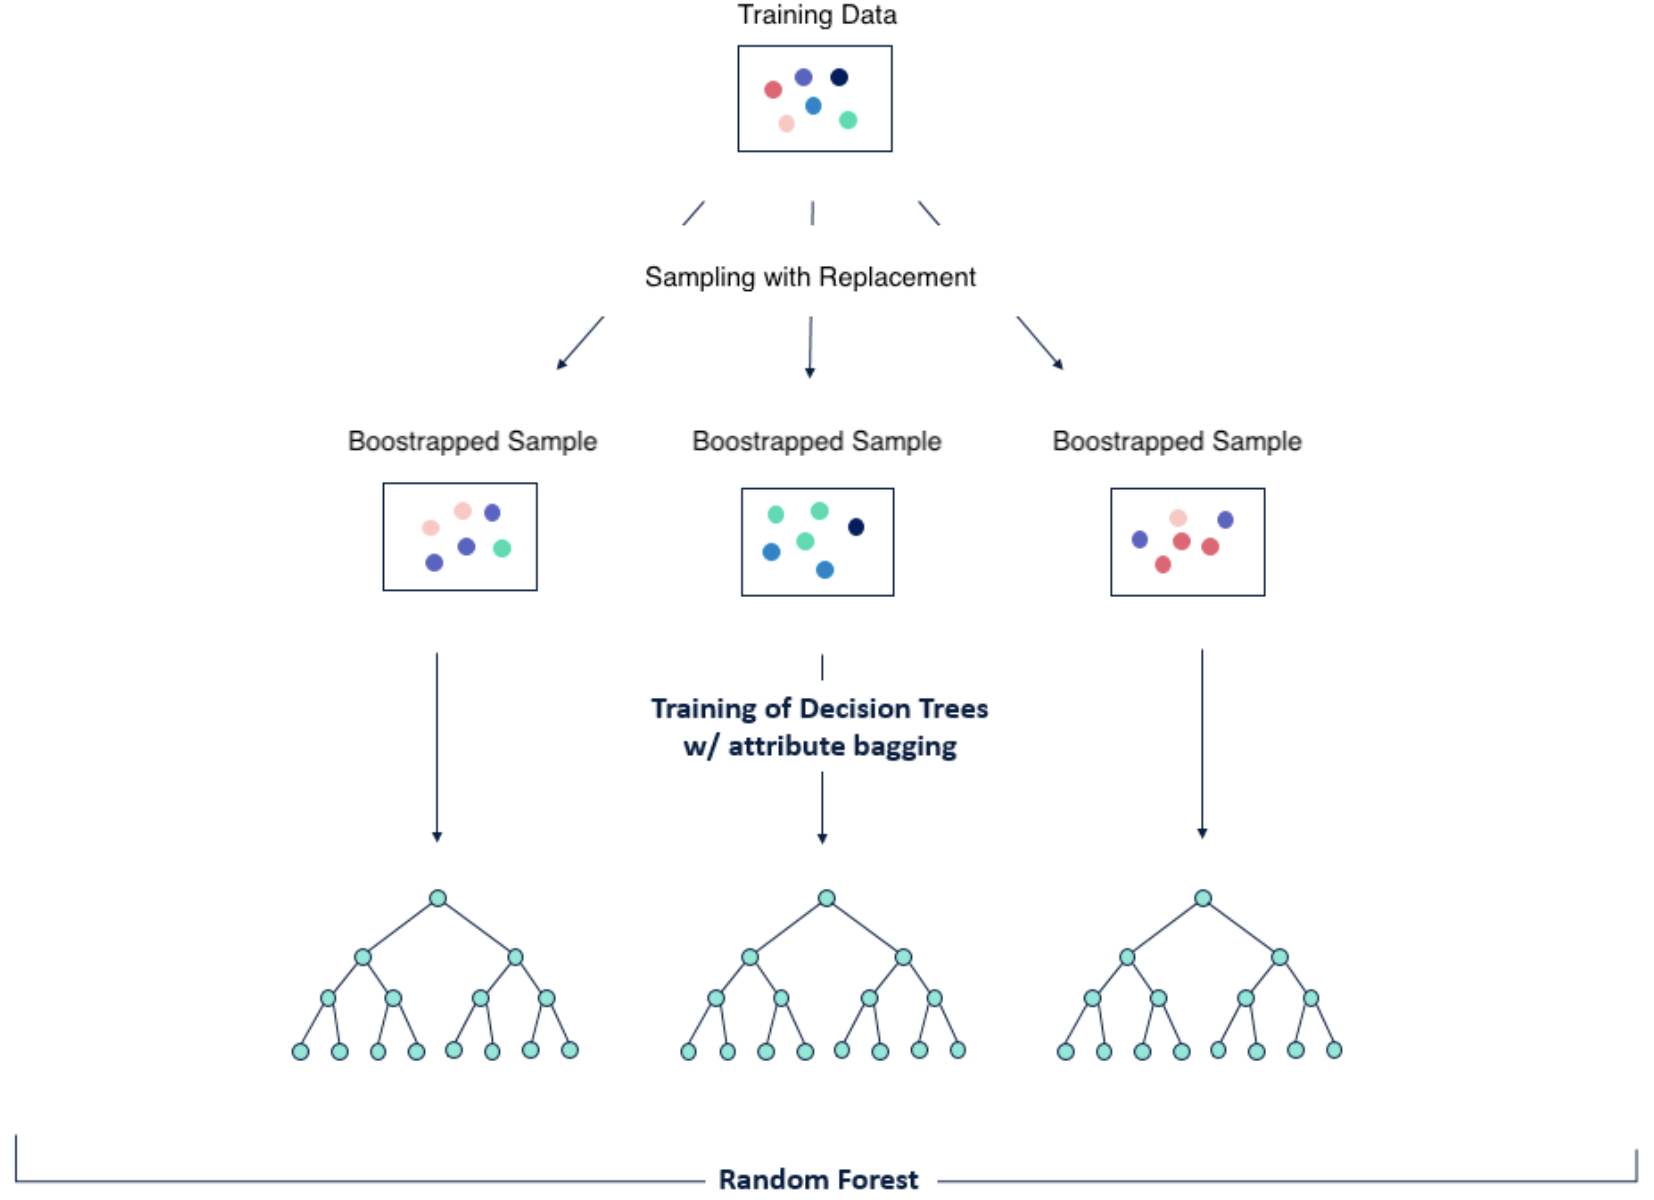 Training Data
Sampling with Replacement
Boostrapped Sample
Boostrapped Sample
Boostrapped Sample
Training of Decision Trees
w/ attribute bagging
Random Forest